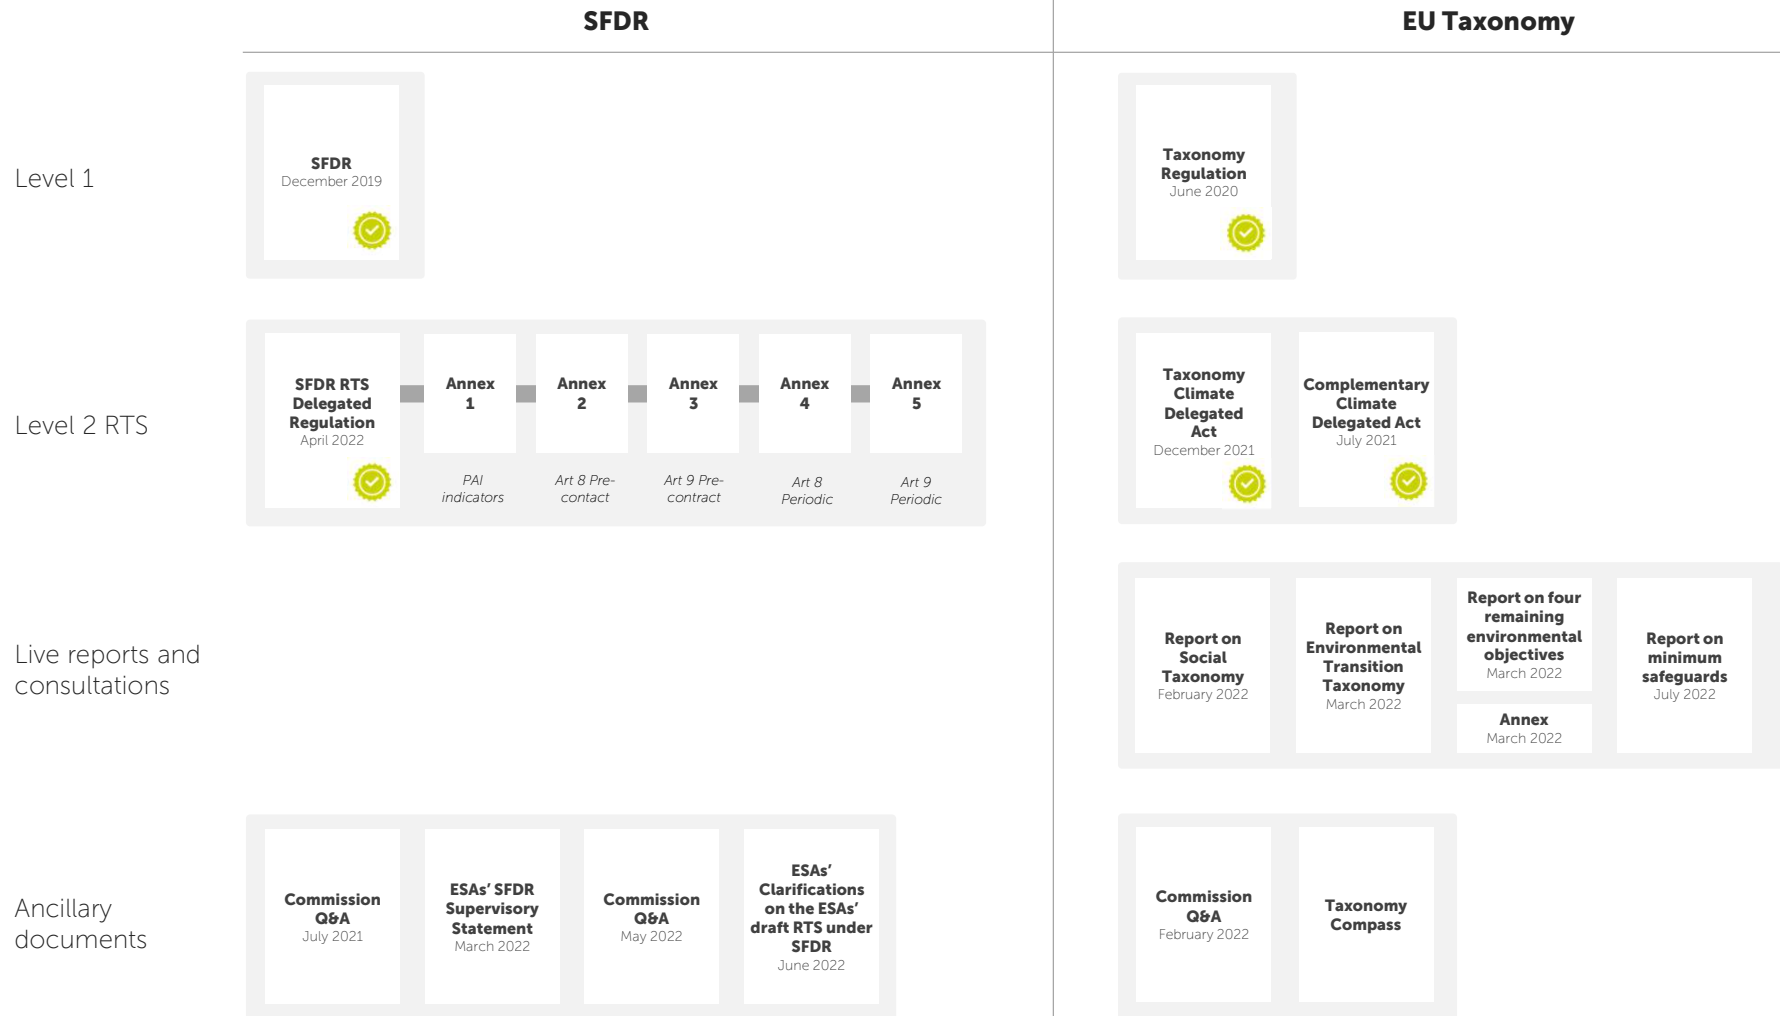 SFDR
EU Taxonomy
Level 1
SFDR
December 2019
Taxonomy
Regulation
June 2020
Level 2 RTS
SFDR RTS
Delegated
Regulation
April 2022
Annex
1
PAI
indicators
Annex
2
Art 8 Pre-
contact
Annex
3
Art 9 Pre-
contract
Annex
4
Art 8
Periodic
Annex
5
Art 9
Periodic
Taxonomy
Climate
Delegated
Act
December 2021
Complementary
Climate
Delegated Act
July 2021
Live reports and
consultations
Report on
Social
Taxonomy
February 2022
Report on
Environmental
Transition
Taxonomy
March 2022
Report on four
remaining
environmental
objectives
March 2022
Annex
March 2022
Report on
minimum
safeguards
July 2022
Ancillary
documents
Commission
Q&A
July 2021
ESAs’ SFDR
Supervisory
Statement
March 2022
Commission
Q&A
May 2022
ESAs’
Clarifications
on the ESAs’
draft RTS under
SFDR
June 2022
Commission
Q&A
February 2022
Taxonomy
Compass